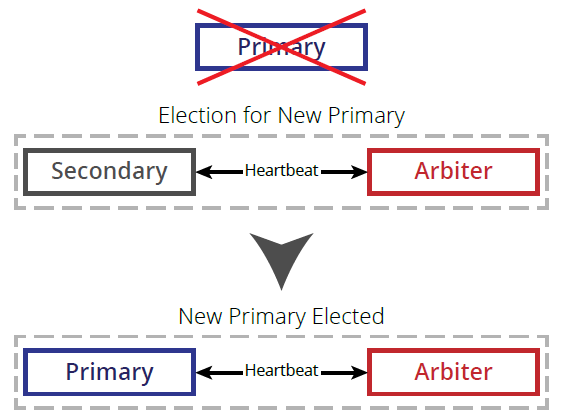 Primary
Election for New Primary
Secondary Heartbeat Arbiter
New Primary Elected
Primary Heartbeat Arbiter